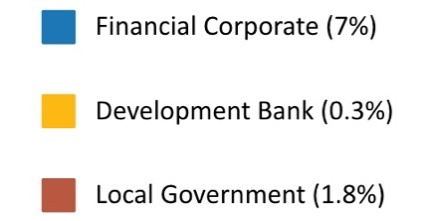 Financial Corporate (7%)
Development Bank (0.3%)
Local Government (1.8%)